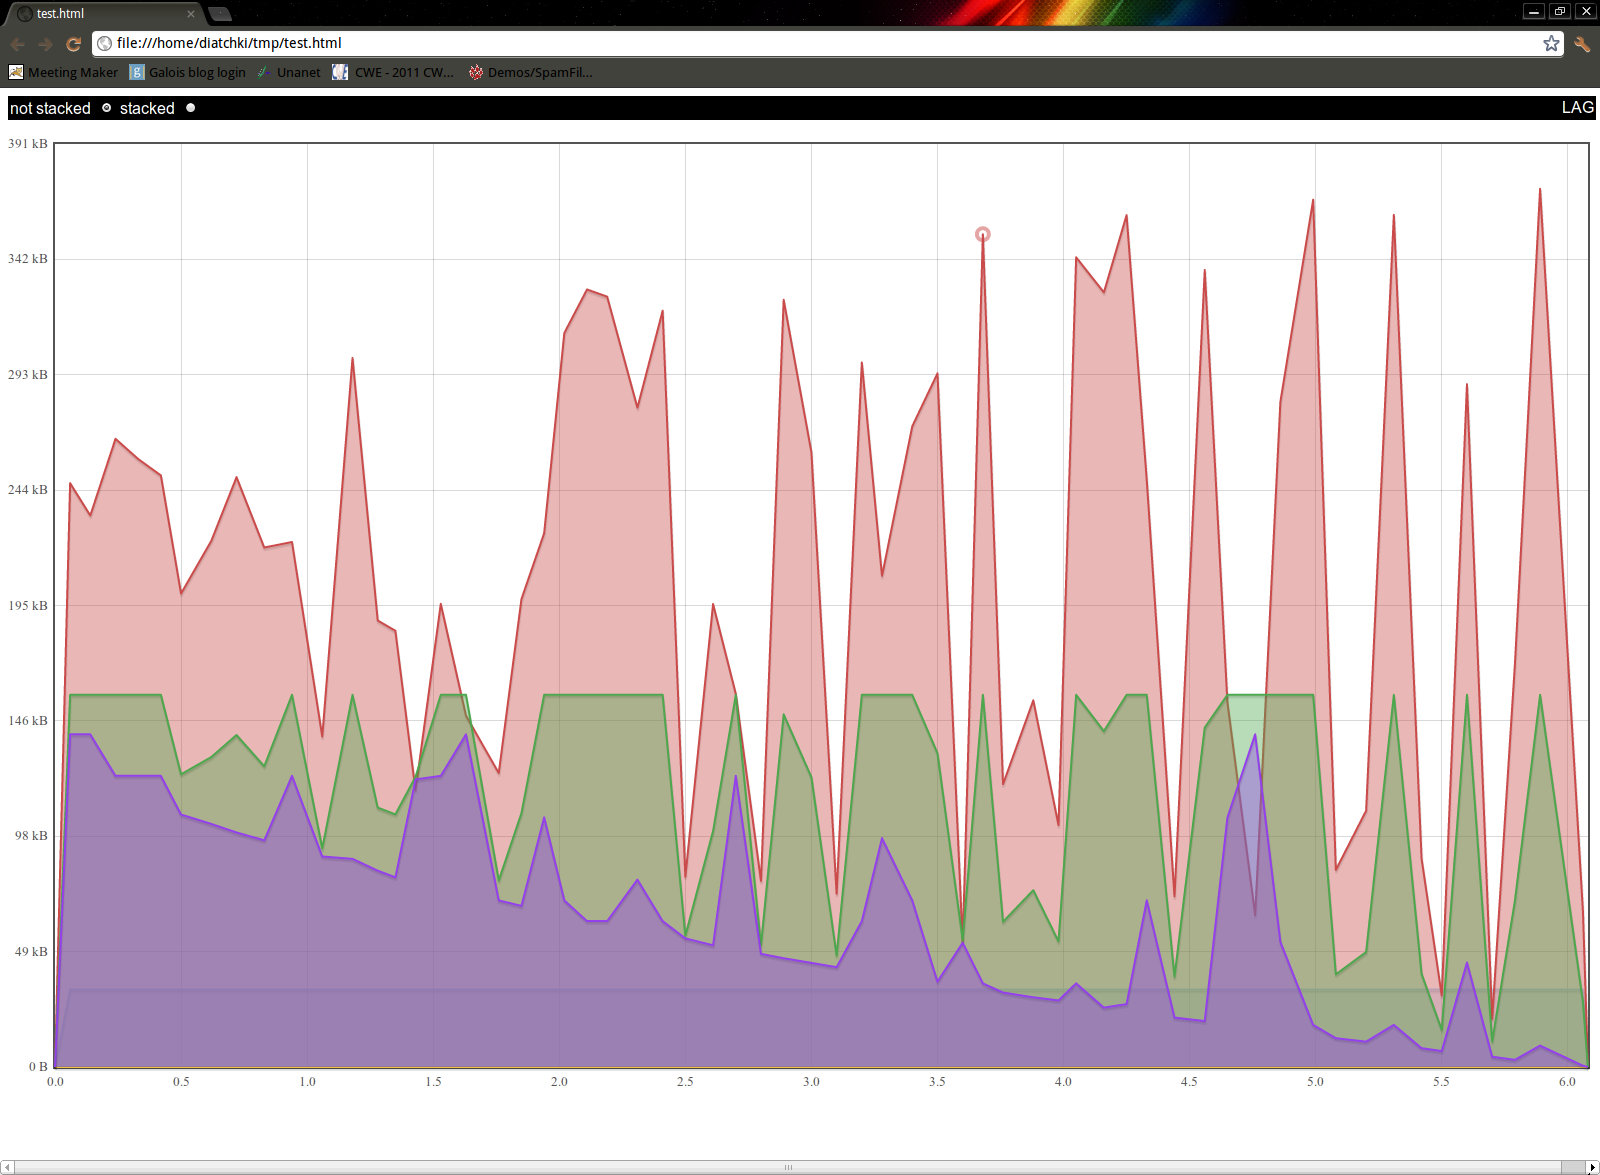 test.html
file:///home/diatchki/tmp/test.html
Meeting Maker g Galois blog login Unanet CWE - 2011 CW... Demos/SpamFil...
not stacked stacked LAG
391 kB
342 kB
293 kB
244 kB
195 kB
146 kB
98 kB
49 kB
0 B
0.0 0.5 1.0 1.5 2.0 2.5 3.0 3.5 4.0 4.5 5.0 5.5 6.0